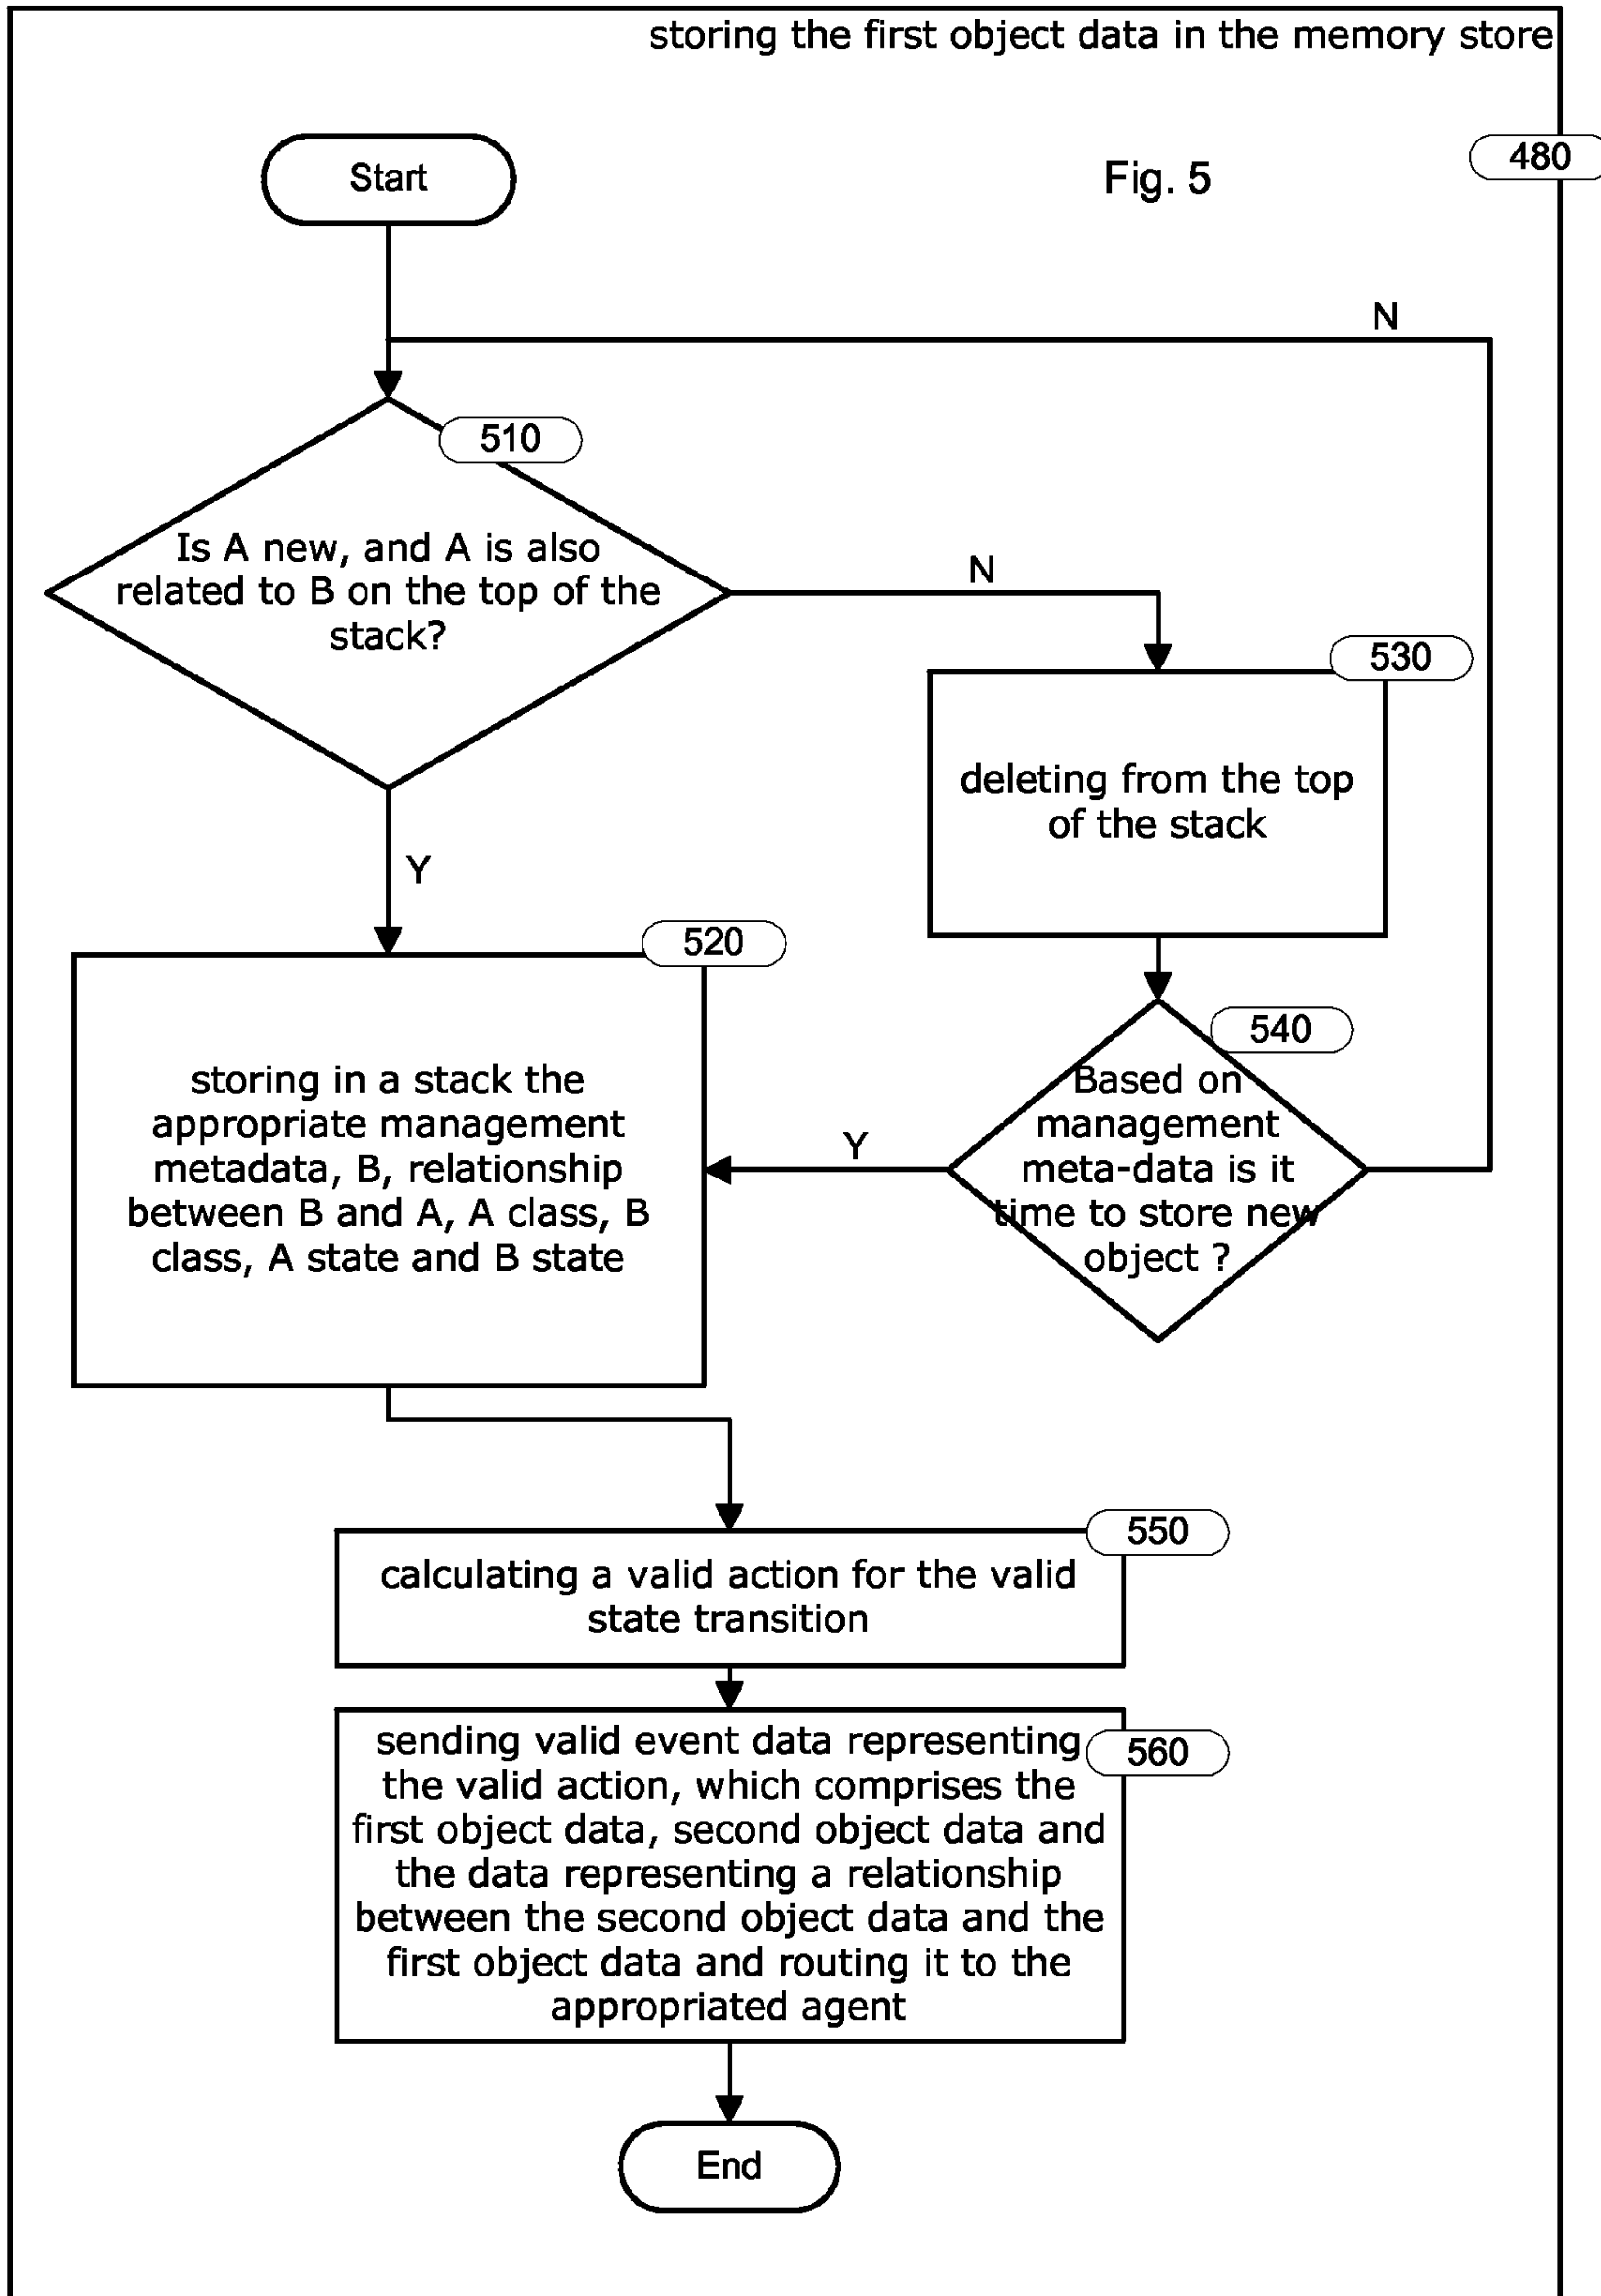 storing the first object data in the memory store
480
Start
Fig. 5
N
510
Is A new, and A is also
related to B on the top of the
stack?
N
530
deleting from the top
of the stack
Y
520
storing in a stack the
appropriate management
metadata, B, relationship
between B and A, A class, B
class, A state and B state
540
Based on
management
meta-data is it
time to store new
object ?
Y
550
calculating a valid action for the valid
state transition
560
sending valid event data representing
the valid action, which comprises the
first object data, second object data and
the data representing a relationship
between the second object data and the
first object data and routing it to the
appropriated agent
End